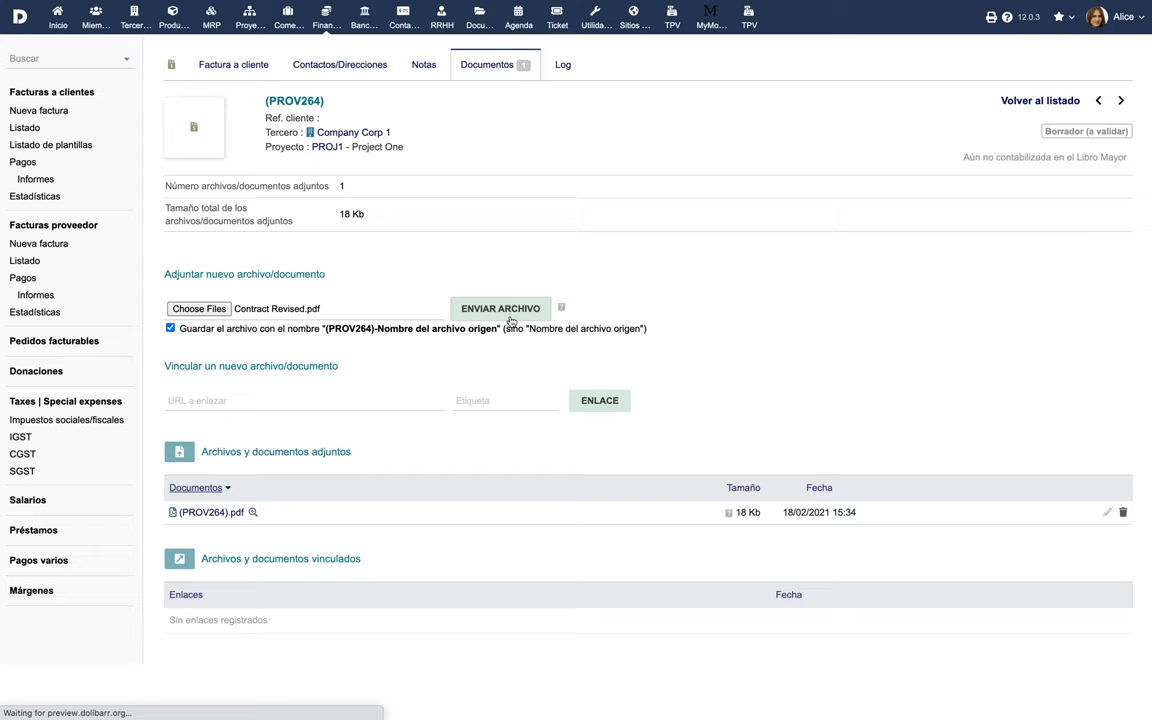 D
Inicio
Miem...
Tercer...
Produ...
MRP
Proye...
Come...
Finan...
Banc...
Conta...
RRHH
Docu...
Agenda
Ticket
Utilida...
Sitios ...
TPV
M
MyMo...
TPV
12.0.3
Alice
Buscar
Facturas a clientes
Nueva factura
Listado
Listado de plantillas
Pagos
Informes
Estadísticas
Facturas proveedor
Nueva factura
Listado
Pagos
Informes
Estadísticas
Pedidos facturables
Donaciones
Taxes | Special expenses
Impuestos sociales/fiscales
IGST
CGST
SGST
Salarios
Préstamos
Pagos varios
Márgenes
Factura a cliente
Contactos/Direcciones
Notas
Documentos 1
Log
(PROV264)
Ref. cliente :
Tercero : Company Corp 1
Proyecto : PROJ1 - Project One
Volver al listado
Borrador (a validar)
Aún no contabilizada en el Libro Mayor
Número archivos/documentos adjuntos 1
Tamaño total de los
archivos/documentos adjuntos
18 Kb
Adjuntar nuevo archivo/documento
Choose Files Contract Revised.pdf
ENVIAR ARCHIVO
Guardar el archivo con el nombre "(PROV264)-Nombre del archivo origen" (sino "Nombre del archivo origen")
Vincular un nuevo archivo/documento
URL a enlazar
Etiqueta
ENLACE
Archivos y documentos adjuntos
Documentos
Tamaño
Fecha
(PROV264).pdf
18 Kb
18/02/2021 15:34
Archivos y documentos vinculados
Enlaces
Fecha
Sin enlaces registrados
Waiting for preview.dolibarr.org...